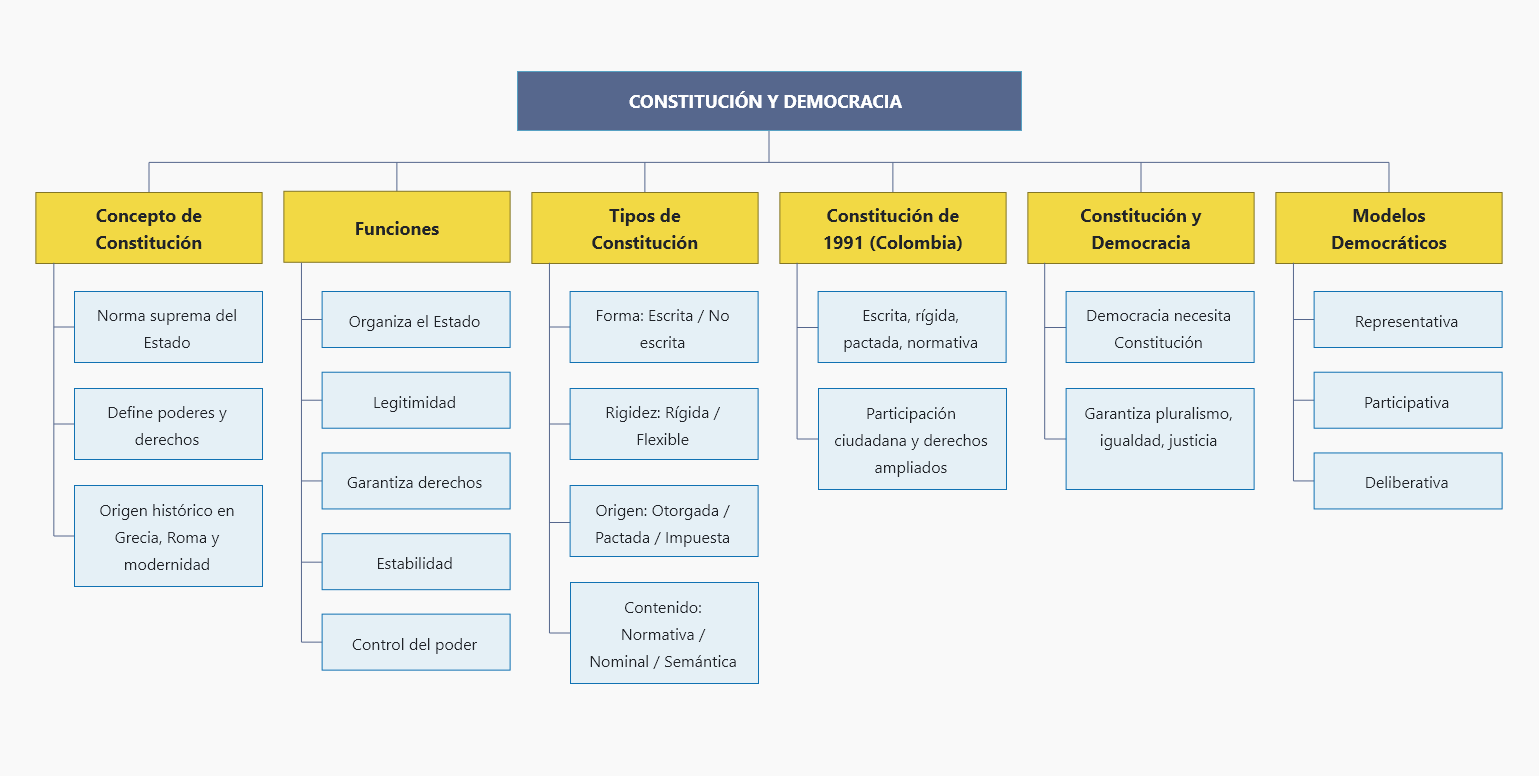 CONSTITUCIÓN Y DEMOCRACIA
Concepto de
Constitución
Norma suprema del
Estado
Define poderes y
derechos
Origen histórico en
Grecia, Roma y
modernidad
Funciones
Organiza el Estado
Legitimidad
Garantiza derechos
Estabilidad
Control del poder
Tipos de
Constitución
Forma: Escrita / No
escrita
Rigidez: Rígida /
Flexible
Origen: Otorgada /
Pactada / Impuesta
Contenido:
Normativa /
Nominal / Semántica
Constitución de
1991 (Colombia)
Escrita, rígida,
pactada, normativa
Participación
ciudadana y derechos
ampliados
Constitución y
Democracia
Democracia necesita
Constitución
Garantiza pluralismo,
igualdad, justicia
Modelos
Democráticos
Representativa
Participativa
Deliberativa